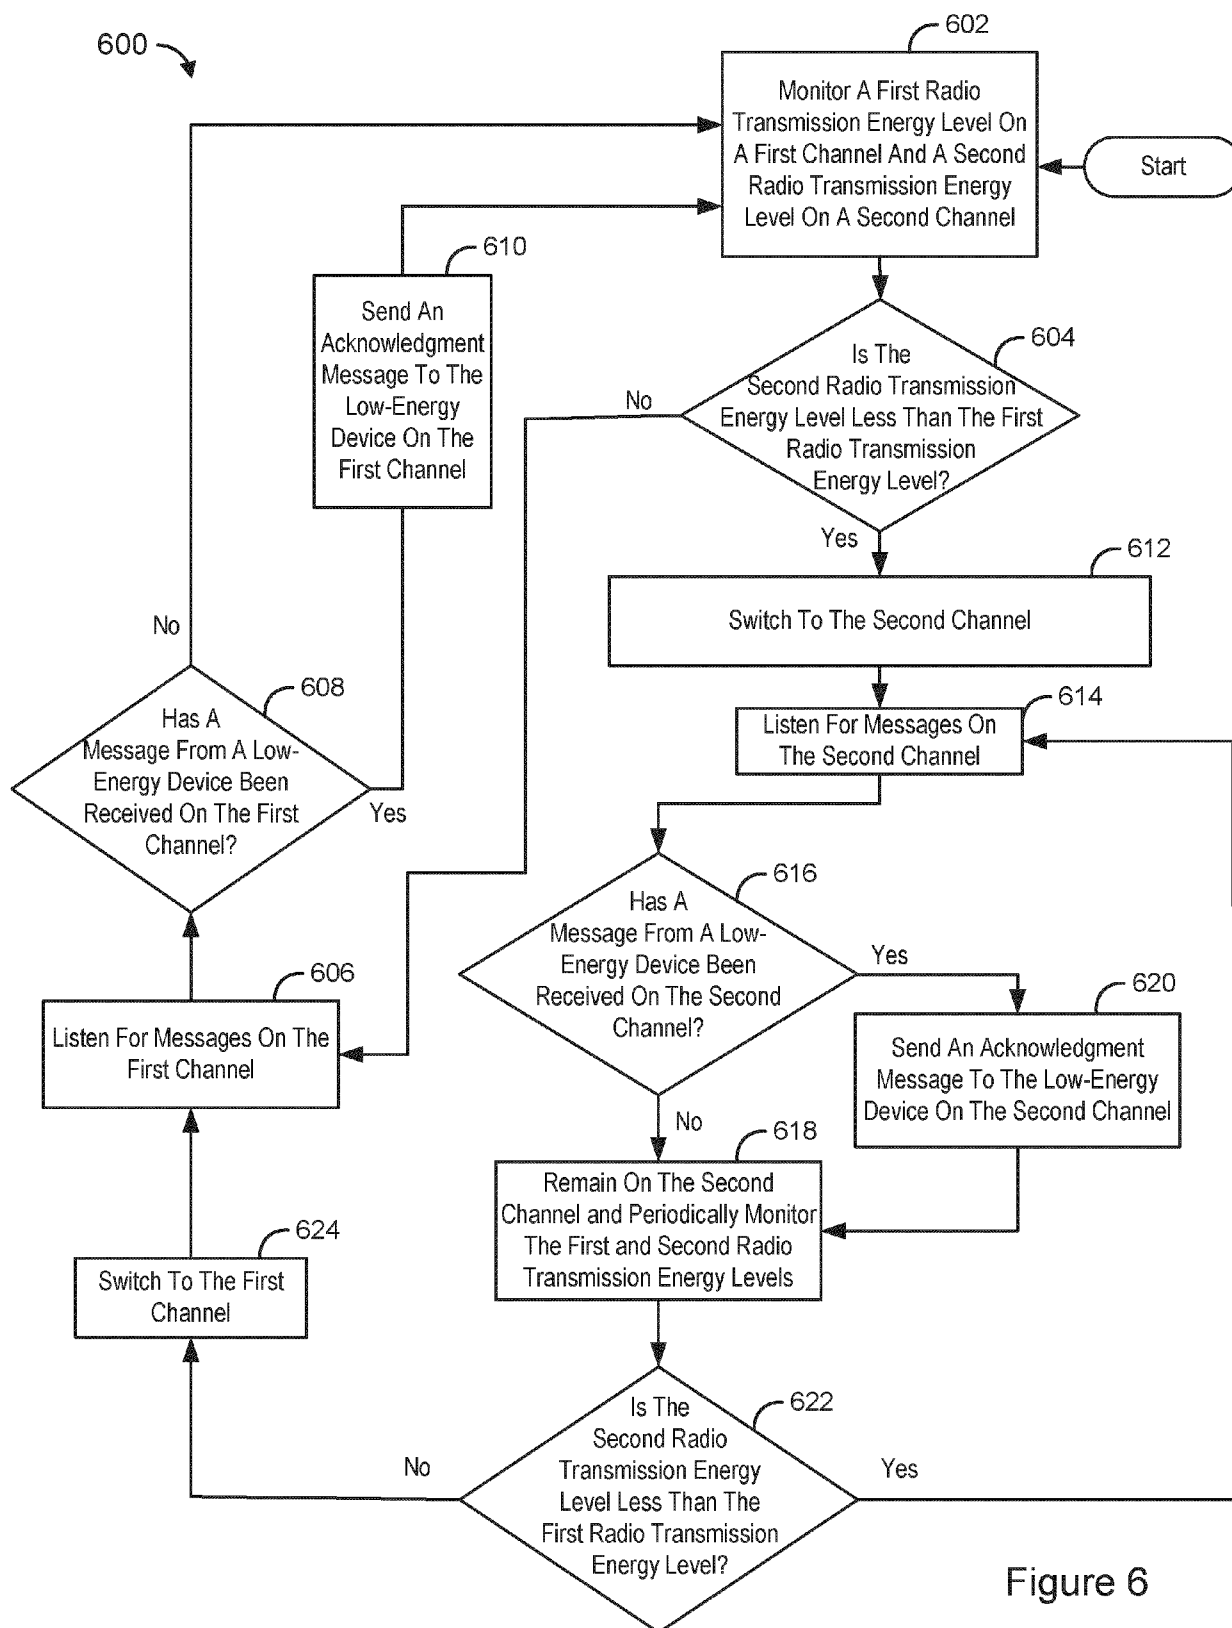 600
602
Monitor A First Radio
Transmission Energy Level On
A First Channel And A Second
Radio Transmission Energy
Level On A Second Channel
Start
610
Send An
Acknowledgment
Message To The
Low-Energy
Device On The
First Channel
604
Is The
Second Radio Transmission
Energy Level Less Than The First
Radio Transmission
Energy Level?
No
Yes
612
Switch To The Second Channel
No
608
Has A
Message From A Low-
Energy Device Been
Received On The First
Channel?
Yes
614
Listen For Messages On
The Second Channel
616
Has A
Message From A Low-
Energy Device Been
Received On The Second
Channel?
Yes
No
606
Listen For Messages On The
First Channel
620
Send An Acknowledgment
Message To The Low-Energy
Device On The Second Channel
618
Remain On The Second
Channel and Periodically Monitor
The First and Second Radio
Transmission Energy Levels
624
Switch To The First
Channel
622
Is The
Second Radio
Transmission Energy
Level Less Than The
First Radio Transmission
Energy Level?
No
Yes
Figure 6